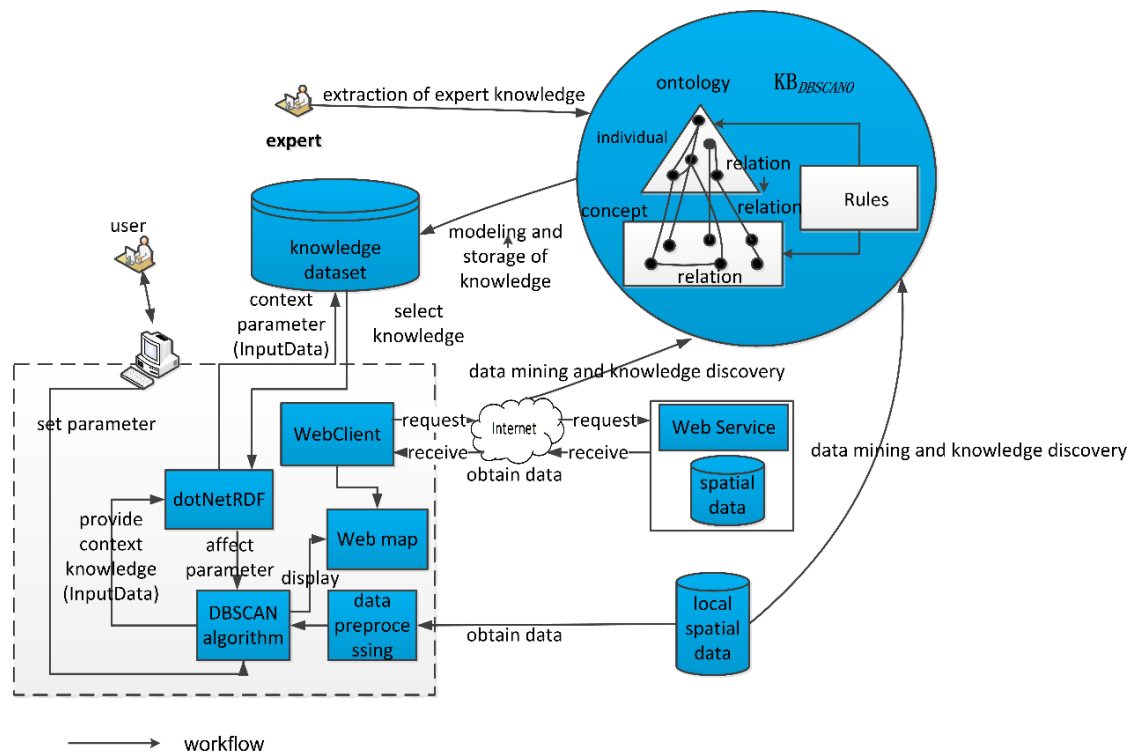 ontology
KB_DBSCANO
extraction of expert knowledge
expert
individual
relation
relation
Rules
concept
relation
user
knowledge
dataset
modeling and
storage of
knowledge
context
parameter
(InputData)
select
knowledge
data mining and knowledge discovery
set parameter
WebClient
request
Internet
request
receive
receive
obtain data
Web Service
spatial
data
data mining and knowledge discovery
dotNetRDF
provide
context
knowledge
(InputData)
affect
parameter
Web map
display
DBSCAN
algorithm
data
preproce
ssing
obtain data
local
spatial
data
workflow